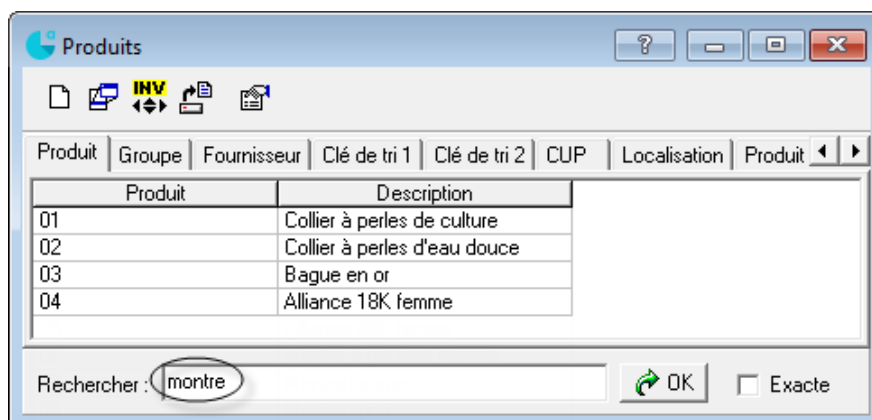 Produits
INV
Produit Groupe Fournisseur Clé de tri 1 Clé de tri 2 CUP Localisation Produit
Produit Description
01 Collier à perles de culture
02 Collier à perles d'eau douce
03 Bague en or
04 Alliance 18K femme
Rechercher : montre OK Exacte